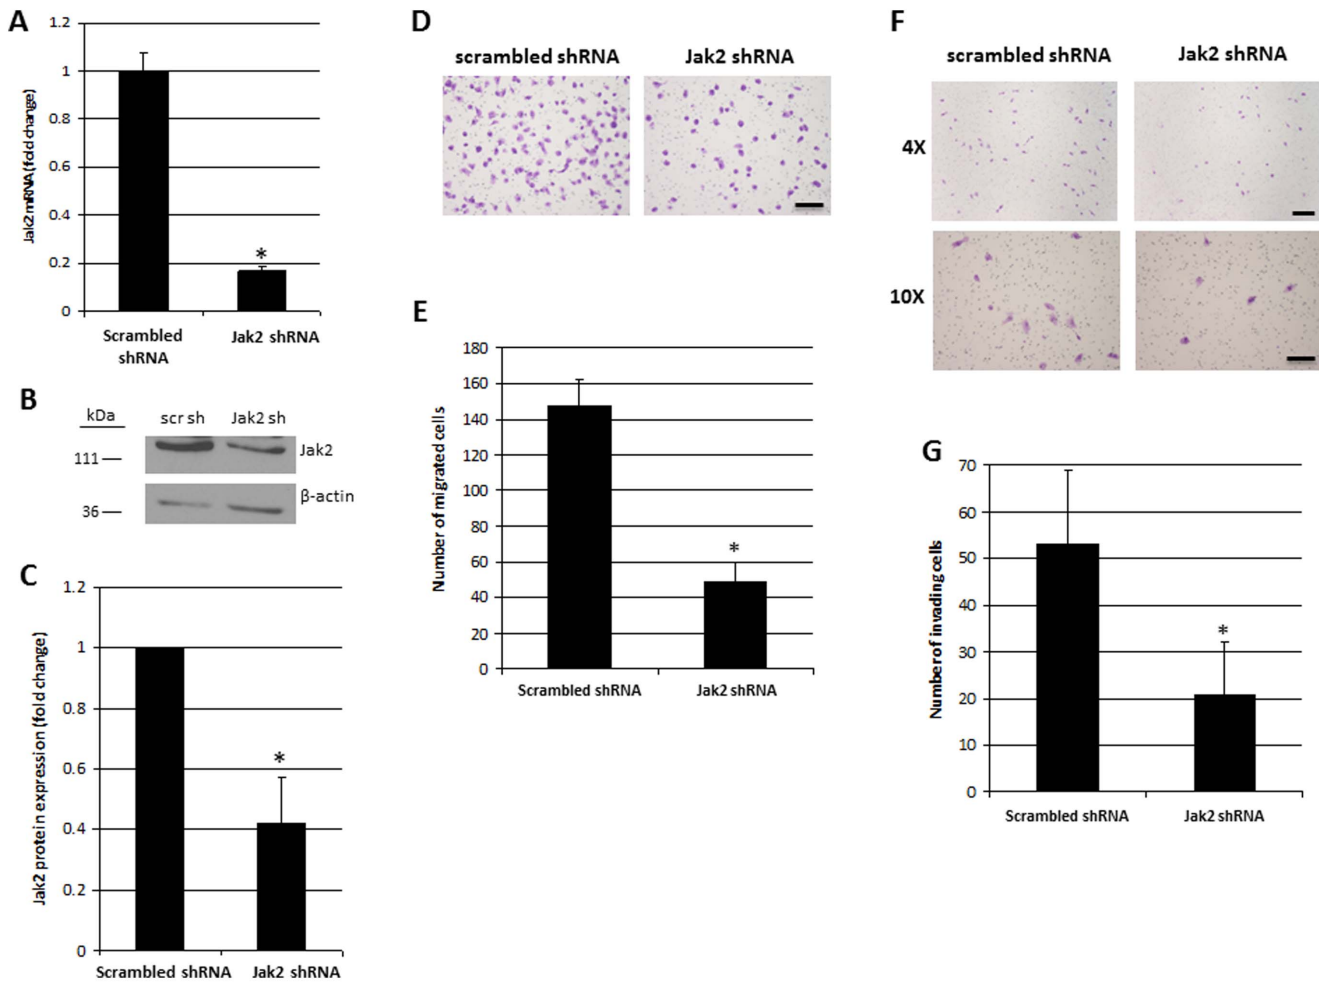 A
1.2
1
0.8
0.6
0.4
0.2
0
Jak2 mRNA (fold change)
*
Scrambled
shRNA
Jak2 shRNA
B
kDa
scr sh
Jak2 sh
111
Jak2
36
β-actin
C
1.2
1
0.8
0.6
0.4
0.2
0
Jak2 protein expression (fold change)
*
Scrambled shRNA
Jak2 shRNA
D
scrambled shRNA
Jak2 shRNA
E
180
160
140
120
100
80
60
40
20
0
Number of migrated cells
*
Scrambled shRNA
Jak2 shRNA
F
scrambled shRNA
Jak2 shRNA
4X
10X
G
70
60
50
40
30
20
10
0
Number of invading cells
*
Scrambled shRNA
Jak2 shRNA